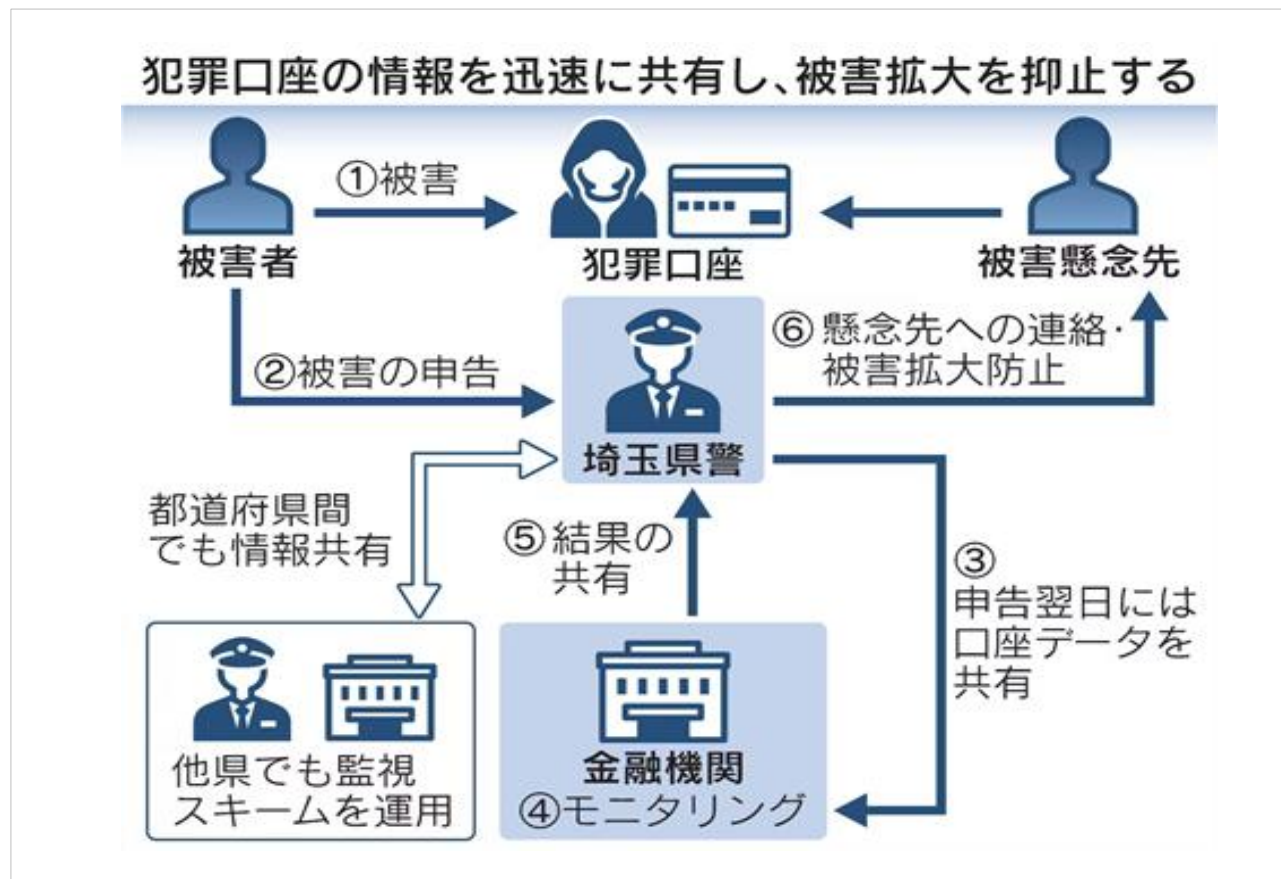 犯罪口座の情報を迅速に共有し、被害拡大を抑止する
①被害
被害者
犯罪口座
被害懸念先
②被害の申告
⑥懸念先への連絡・
被害拡大防止
埼玉県警
都道府県間
でも情報共有
⑤結果の
共有
③
申告翌日には
口座データを
共有
他県でも監視
スキームを運用
金融機関
④モニタリング